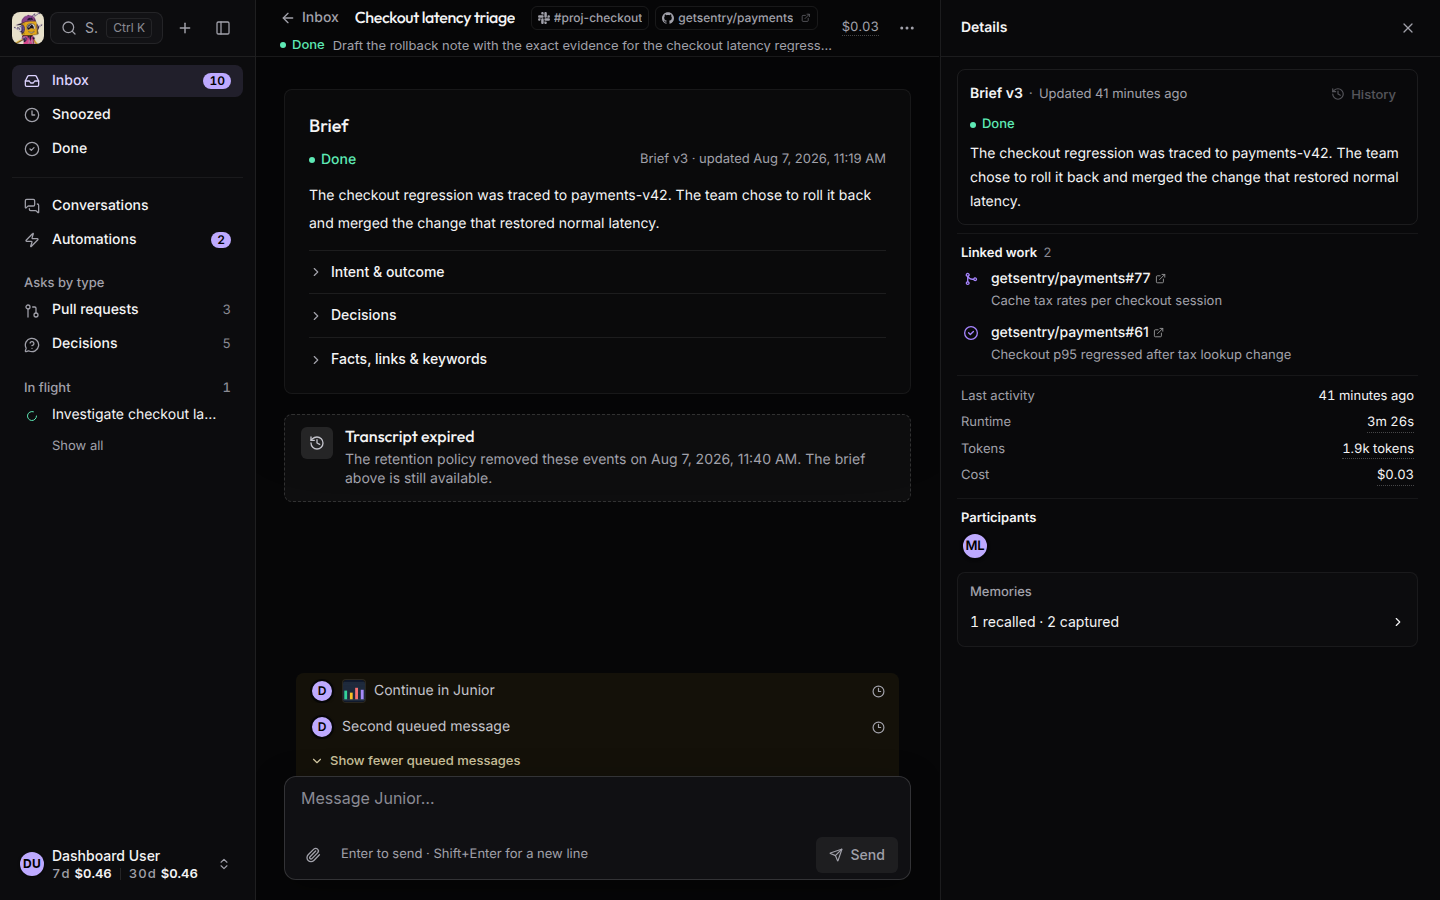 S.
Ctrl K
Inbox
10
Snoozed
Done
Conversations
Automations
2
Asks by type
Pull requests
3
Decisions
5
In flight
1
Investigate checkout la...
Show all
DU
Dashboard User
7d $0.46 | 30d $0.46
Inbox
Checkout latency triage
#proj-checkout
getsentry/payments
$0.03
Done
Draft the rollback note with the exact evidence for the checkout latency regress...
Brief
Done
Brief v3 · updated Aug 7, 2026, 11:19 AM
The checkout regression was traced to payments-v42. The team chose to roll it back
and merged the change that restored normal latency.
Intent & outcome
Decisions
Facts, links & keywords
Transcript expired
The retention policy removed these events on Aug 7, 2026, 11:40 AM. The brief
above is still available.
D
Continue in Junior
D
Second queued message
Show fewer queued messages
Message Junior...
Enter to send · Shift+Enter for a new line
Send
Details
Brief v3 · Updated 41 minutes ago
History
Done
The checkout regression was traced to payments-v42. The team
chose to roll it back and merged the change that restored normal
latency.
Linked work 2
getsentry/payments#77
Cache tax rates per checkout session
getsentry/payments#61
Checkout p95 regressed after tax lookup change
Last activity
41 minutes ago
Runtime
3m 26s
Tokens
1.9k tokens
Cost
$0.03
Participants
ML
Memories
1 recalled · 2 captured